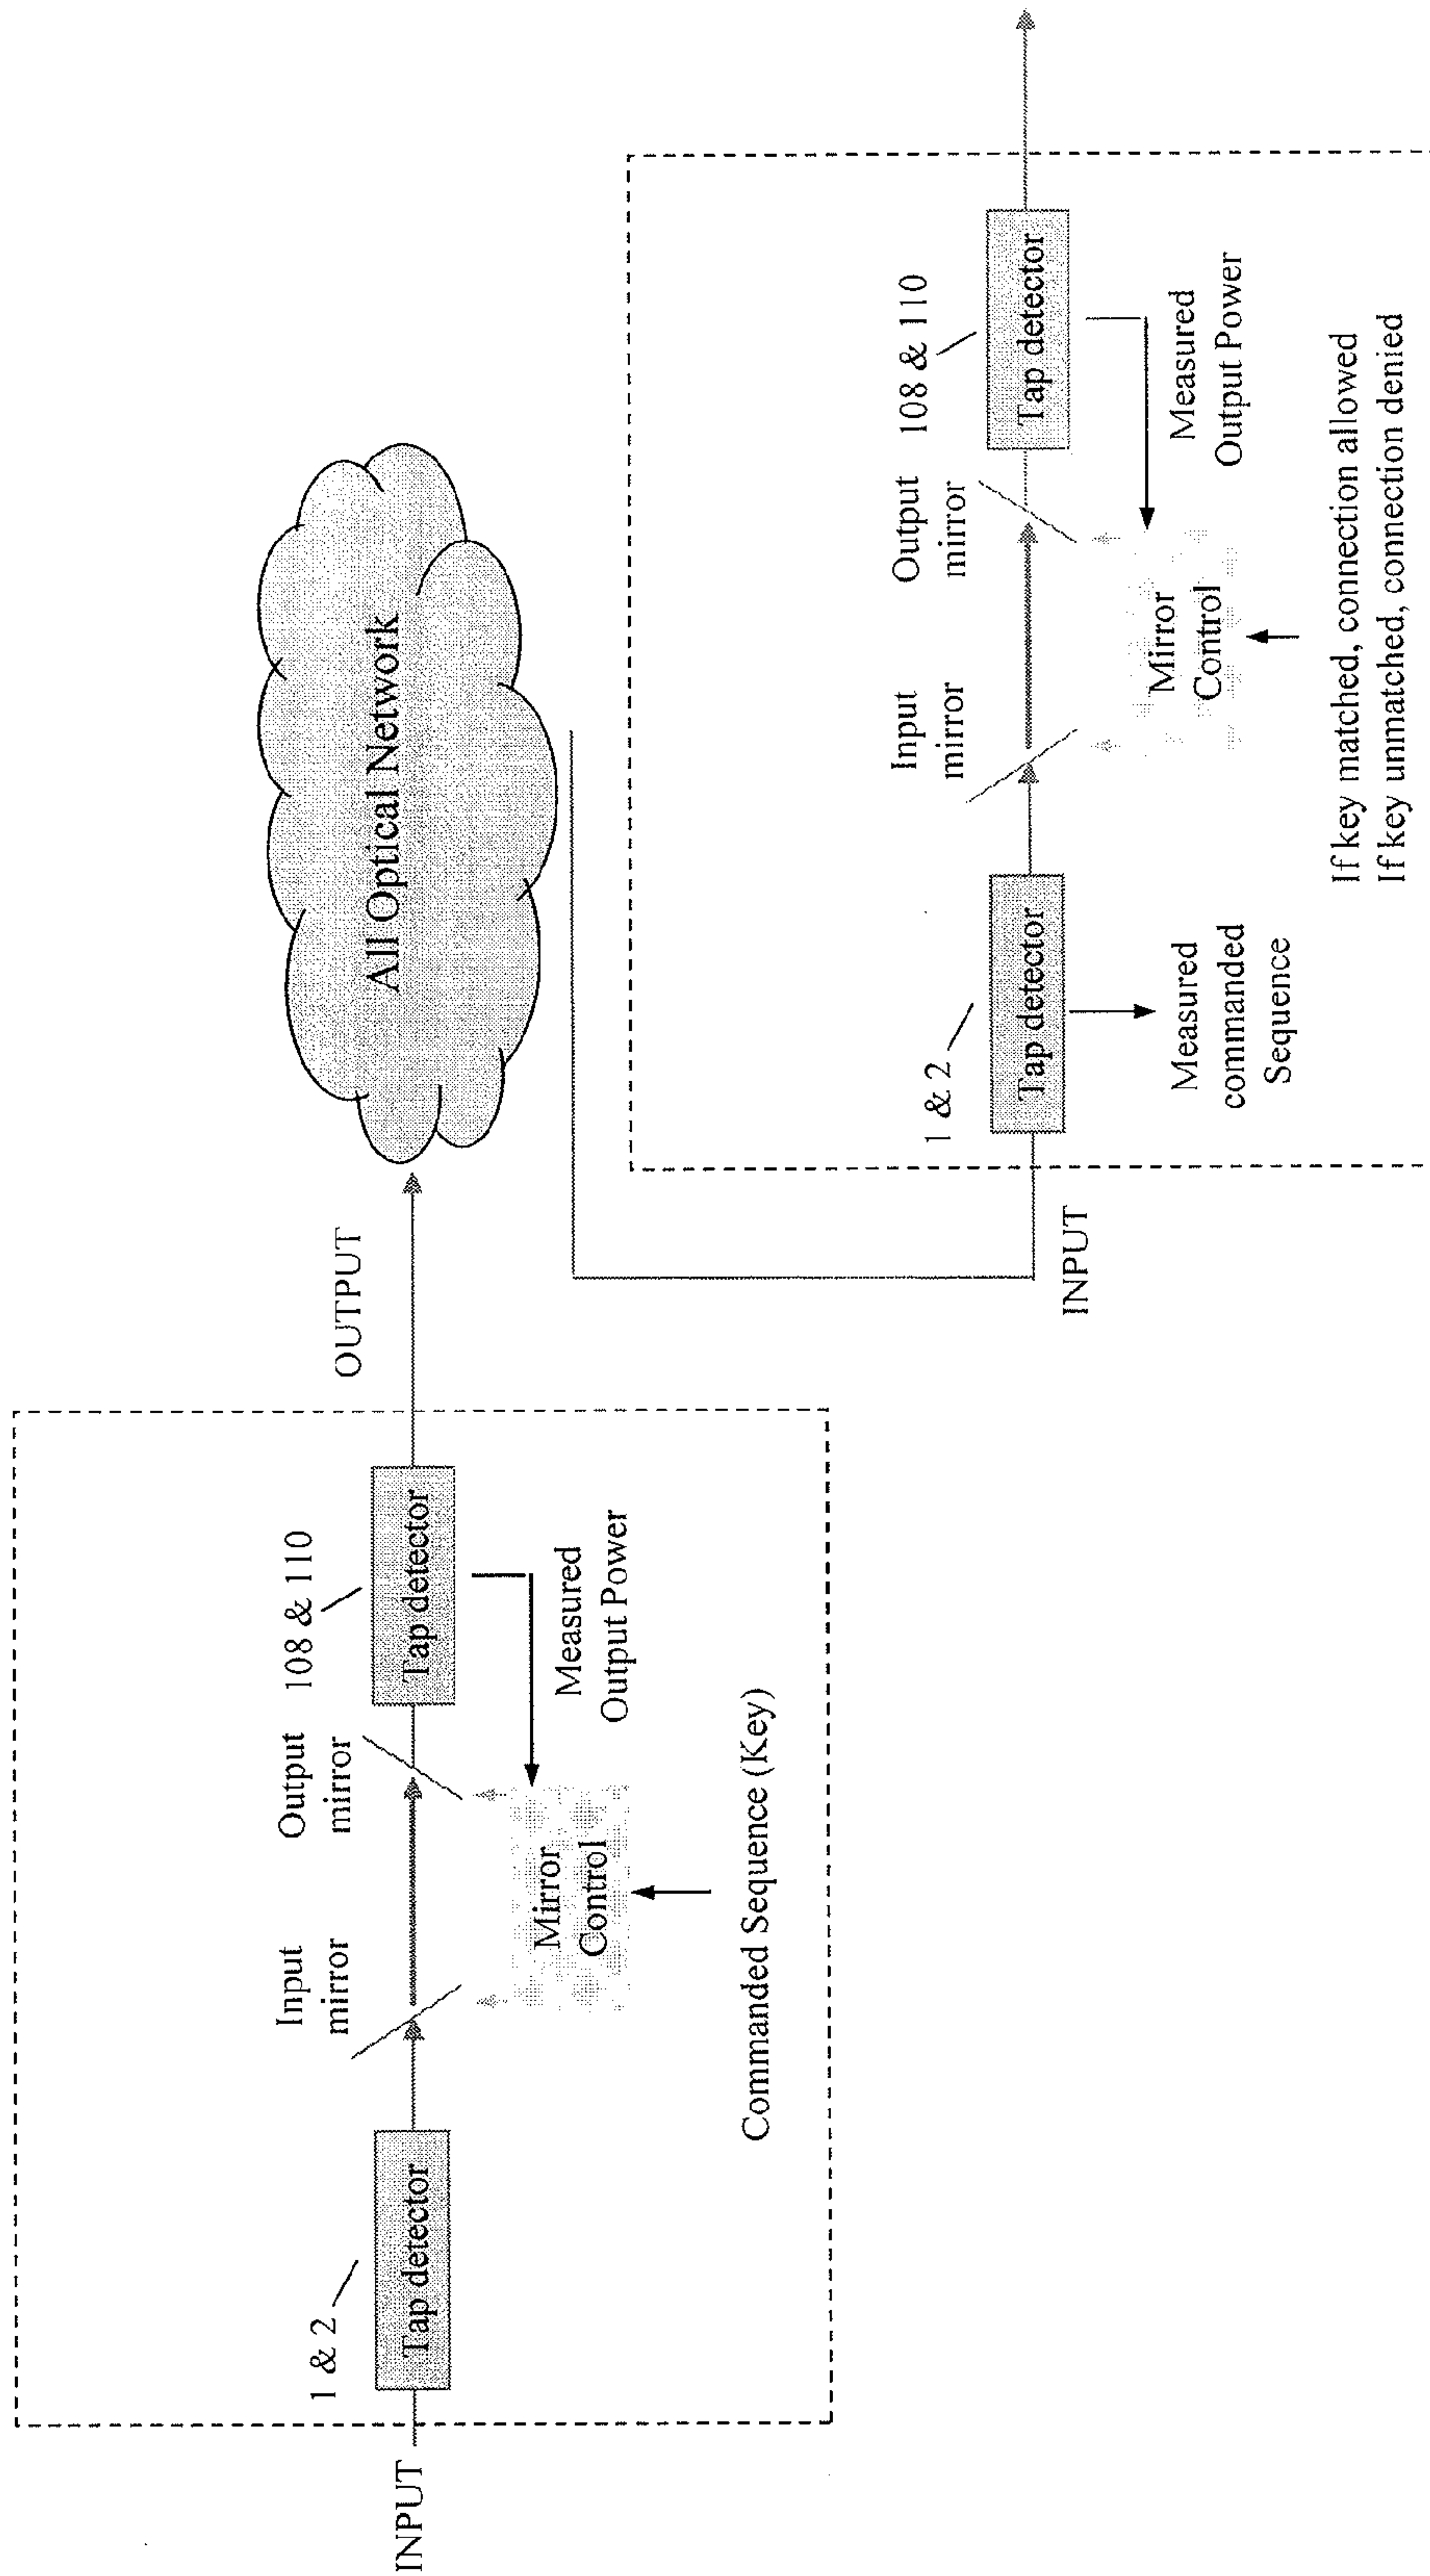 INPUT
1 & 2
Tap detector
Input
mirror
Output
mirror
108 & 110
Tap detector
Mirror
Control
Measured
Output Power
Commanded Sequence (Key)
OUTPUT
All Optical Network
INPUT
1 & 2
Tap detector
Measured
commanded
Sequence
Input
mirror
Output
mirror
108 & 110
Tap detector
Mirror
Control
Measured
Output Power
If key matched, connection allowed
If key unmatched, connection denied